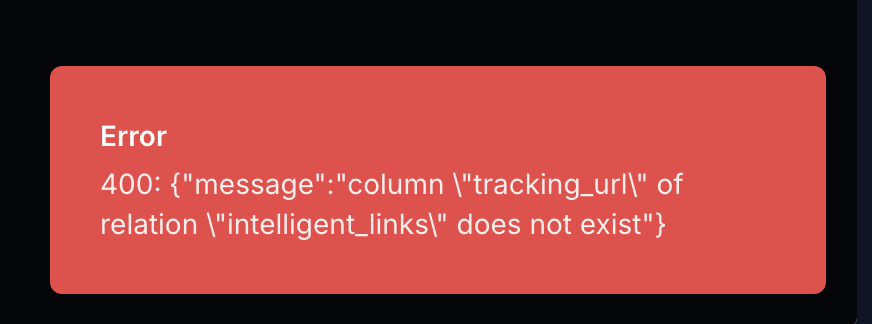 Error
400: {"message":"column \"tracking_url\" of
relation \"intelligent_links\" does not exist"}